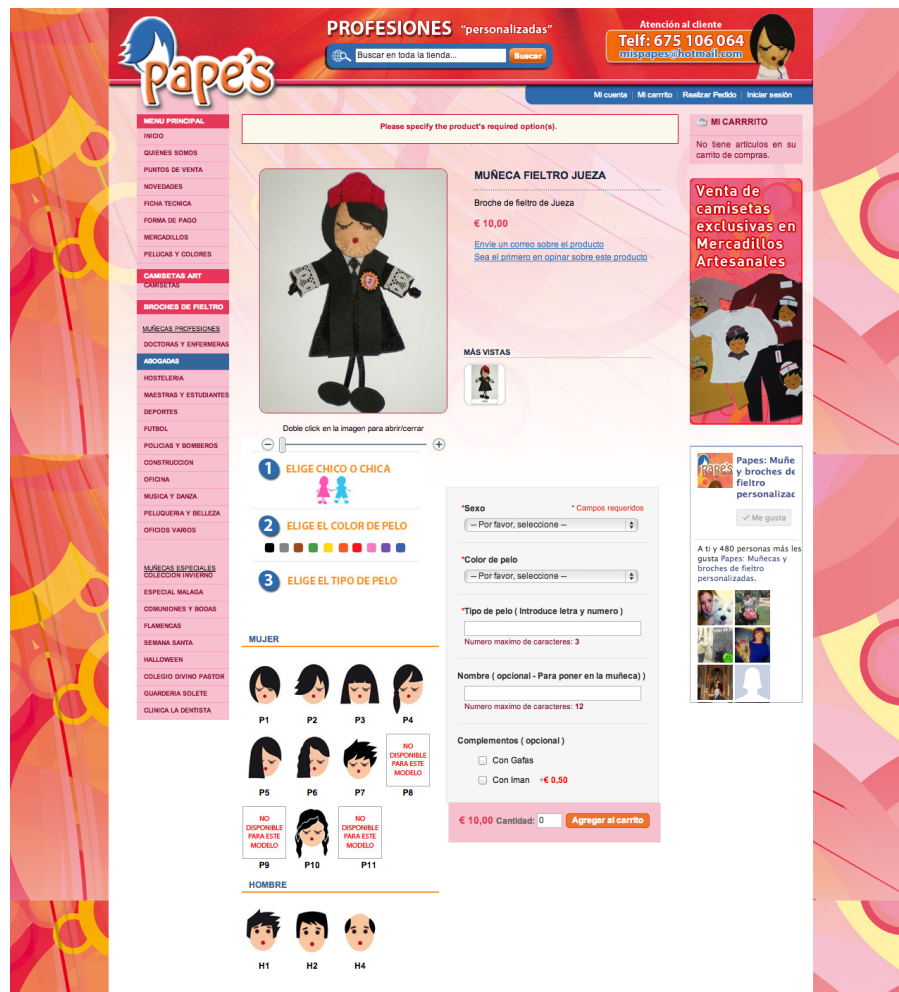 Pape's
PROFESIONES "personalizadas"
Buscar en toda la tienda...
Buscar
Atención al cliente
Telf: 675 106 064
mispapes@hotmail.com
Mi cuenta | Mi carrrito | Realizar Pedido | Iniciar sesión
MENU PRINCIPAL
INICIO
QUIENES SOMOS
PUNTOS DE VENTA
NOVEDADES
FICHA TECNICA
FORMA DE PAGO
MERCADILLOS
PELUCAS Y COLORES
CAMISETAS ART
CAMISETAS
BROCHES DE FIELTRO
MUÑECAS PROFESIONES
DOCTORAS Y ENFERMERAS
ABOGADAS
HOSTELERIA
MAESTRAS Y ESTUDIANTES
DEPORTES
FUTBOL
POLICIAS Y BOMBEROS
CONSTRUCCION
OFICINA
MUSICA Y DANZA
PELUQUERIA Y BELLEZA
OFICIOS VARIOS
MUÑECAS ESPECIALES
COLECCION INVIERNO
ESPECIAL MALAGA
COMUNIONES Y BODAS
FLAMENCAS
SEMANA SANTA
HALLOWEEN
COLEGIO DIVINO PASTOR
GUARDERIA SOLETE
CLINICA LA DENTISTA
Please specify the product's required option(s).
MUÑECA FIELTRO JUEZA
Broche de fieltro de Jueza
€ 10,00
Envíe un correo sobre el producto
Sea el primero en opinar sobre este producto
MÁS VISTAS
Doble click en la imagen para abrir/cerrar
1 ELIGE CHICO O CHICA
2 ELIGE EL COLOR DE PELO
3 ELIGE EL TIPO DE PELO
MUJER
P1 P2 P3 P4
NO
DISPONIBLE
PARA ESTE
MODELO
P5 P6 P7 P8
NO
DISPONIBLE
PARA ESTE
MODELO
NO
DISPONIBLE
PARA ESTE
MODELO
P9 P10 P11
HOMBRE
H1 H2 H4
*Sexo * Campos requeridos
-- Por favor, seleccione --
*Color de pelo
-- Por favor, seleccione --
*Tipo de pelo ( Introduce letra y numero )
Numero maximo de caracteres: 3
Nombre ( opcional - Para poner en la muñeca) )
Numero maximo de caracteres: 12
Complementos ( opcional )
Con Gafas
Con Iman +€ 0,50
€ 10,00 Cantidad: 0 Agregar al carrito
MI CARRRITO
No tiene artículos en su
carrito de compras.
Venta de
camisetas
exclusivas en
Mercadillos
Artesanales
Papes
Papes: Muñe
y broches de
fieltro
personalizac
Me gusta
A ti y 480 personas más les
gusta Papes: Muñecas y
broches de fieltro
personalizadas.